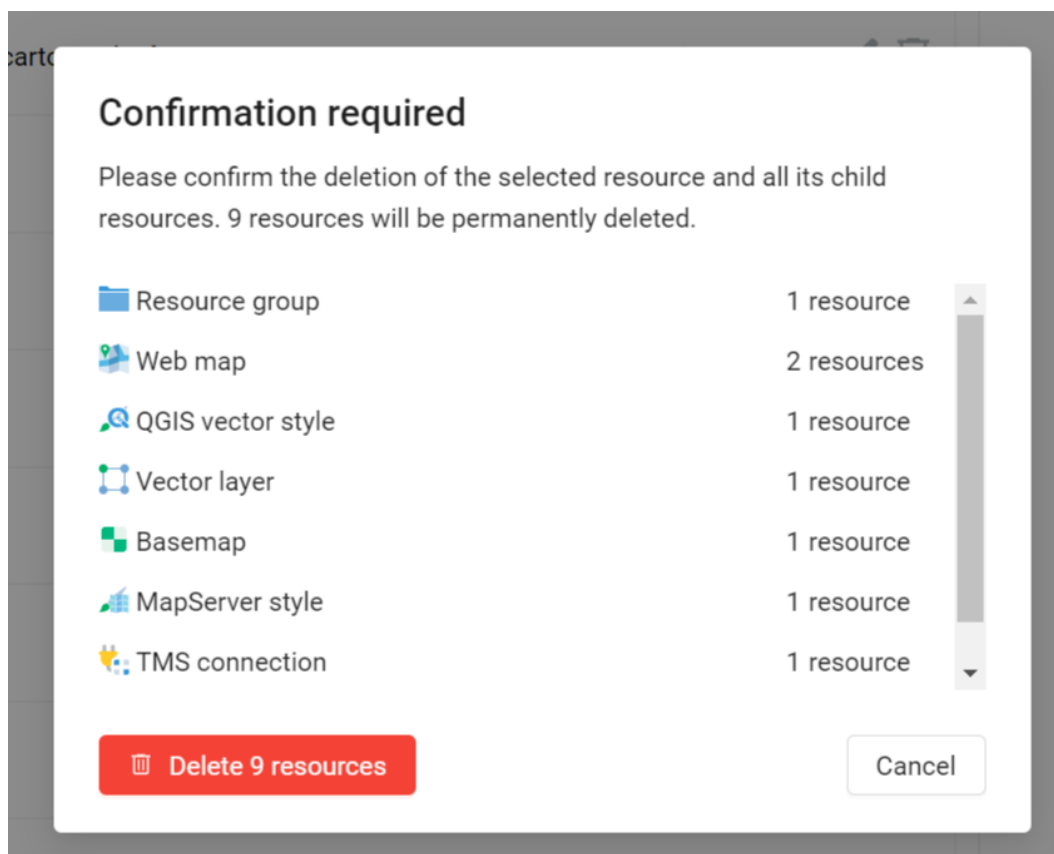 Confirmation required
Please confirm the deletion of the selected resource and all its child
resources. 9 resources will be permanently deleted.
Resource group 1 resource
Web map 2 resources
QGIS vector style 1 resource
Vector layer 1 resource
Basemap 1 resource
MapServer style 1 resource
TMS connection 1 resource
Delete 9 resources Cancel